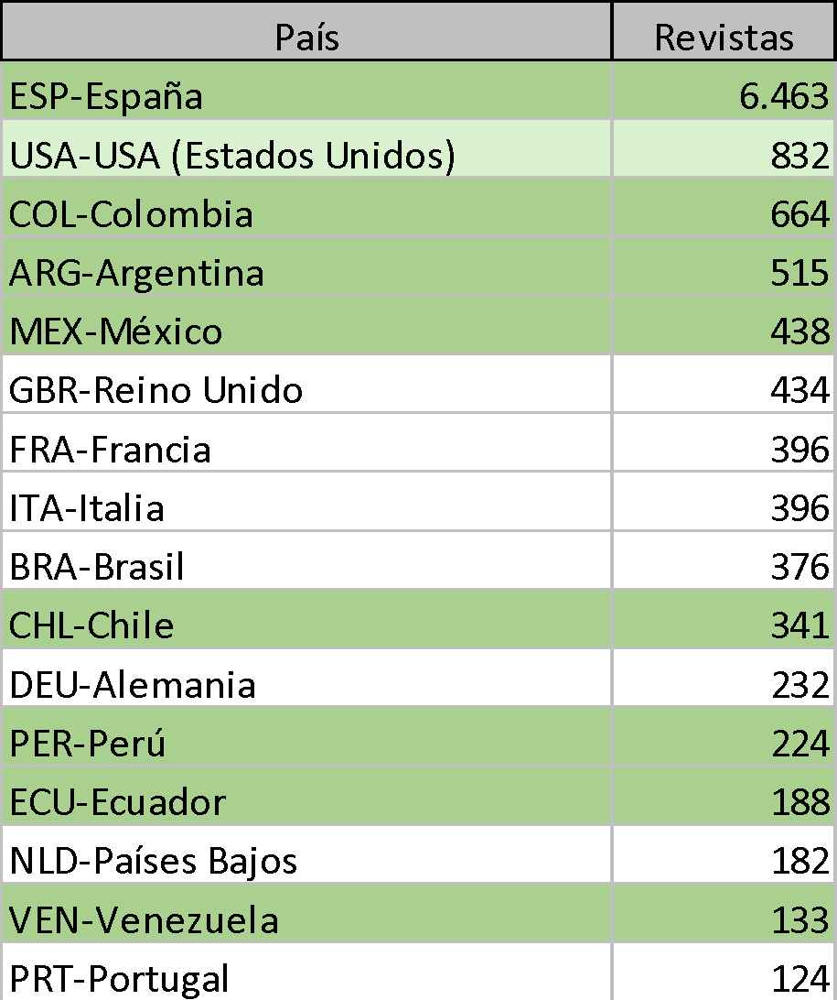 País Revistas
ESP-España 6.463
USA-USA (Estados Unidos) 832
COL-Colombia 664
ARG-Argentina 515
MEX-México 438
GBR-Reino Unido 434
FRA-Francia 396
ITA-Italia 396
BRA-Brasil 376
CHL-Chile 341
DEU-Alemania 232
PER-Perú 224
ECU-Ecuador 188
NLD-Países Bajos 182
VEN-Venezuela 133
PRT-Portugal 124